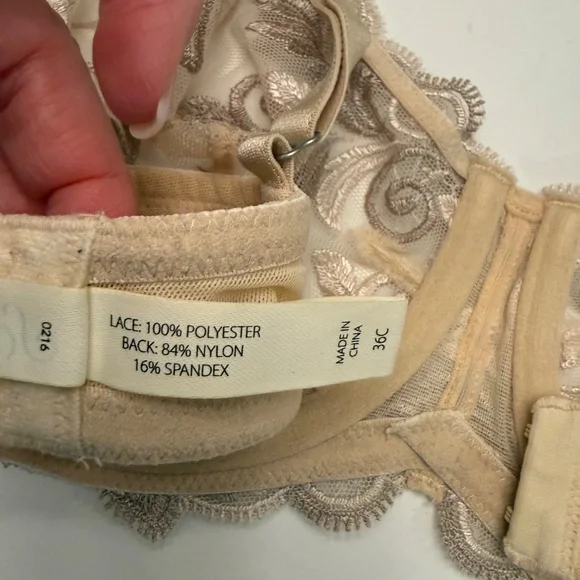 0216
LACE: 100% POLYESTER
BACK: 84% NYLON
16% SPANDEX
MADE IN
CHINA
36C